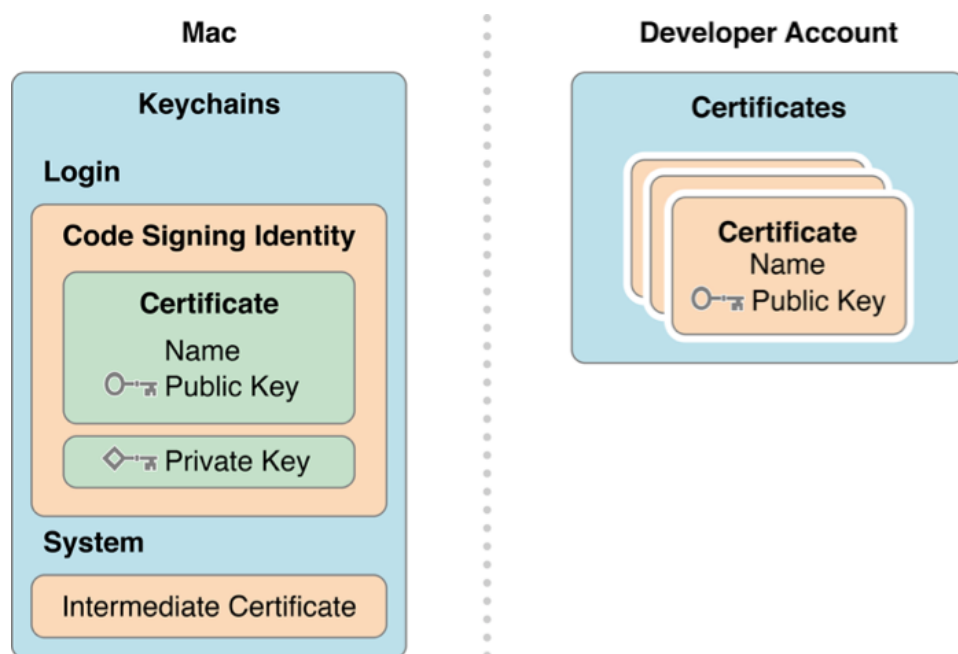 Mac
Keychains
Login
Code Signing Identity
Certificate
Name
Public Key
Private Key
System
Intermediate Certificate
Developer Account
Certificates
Certificate
Name
Public Key